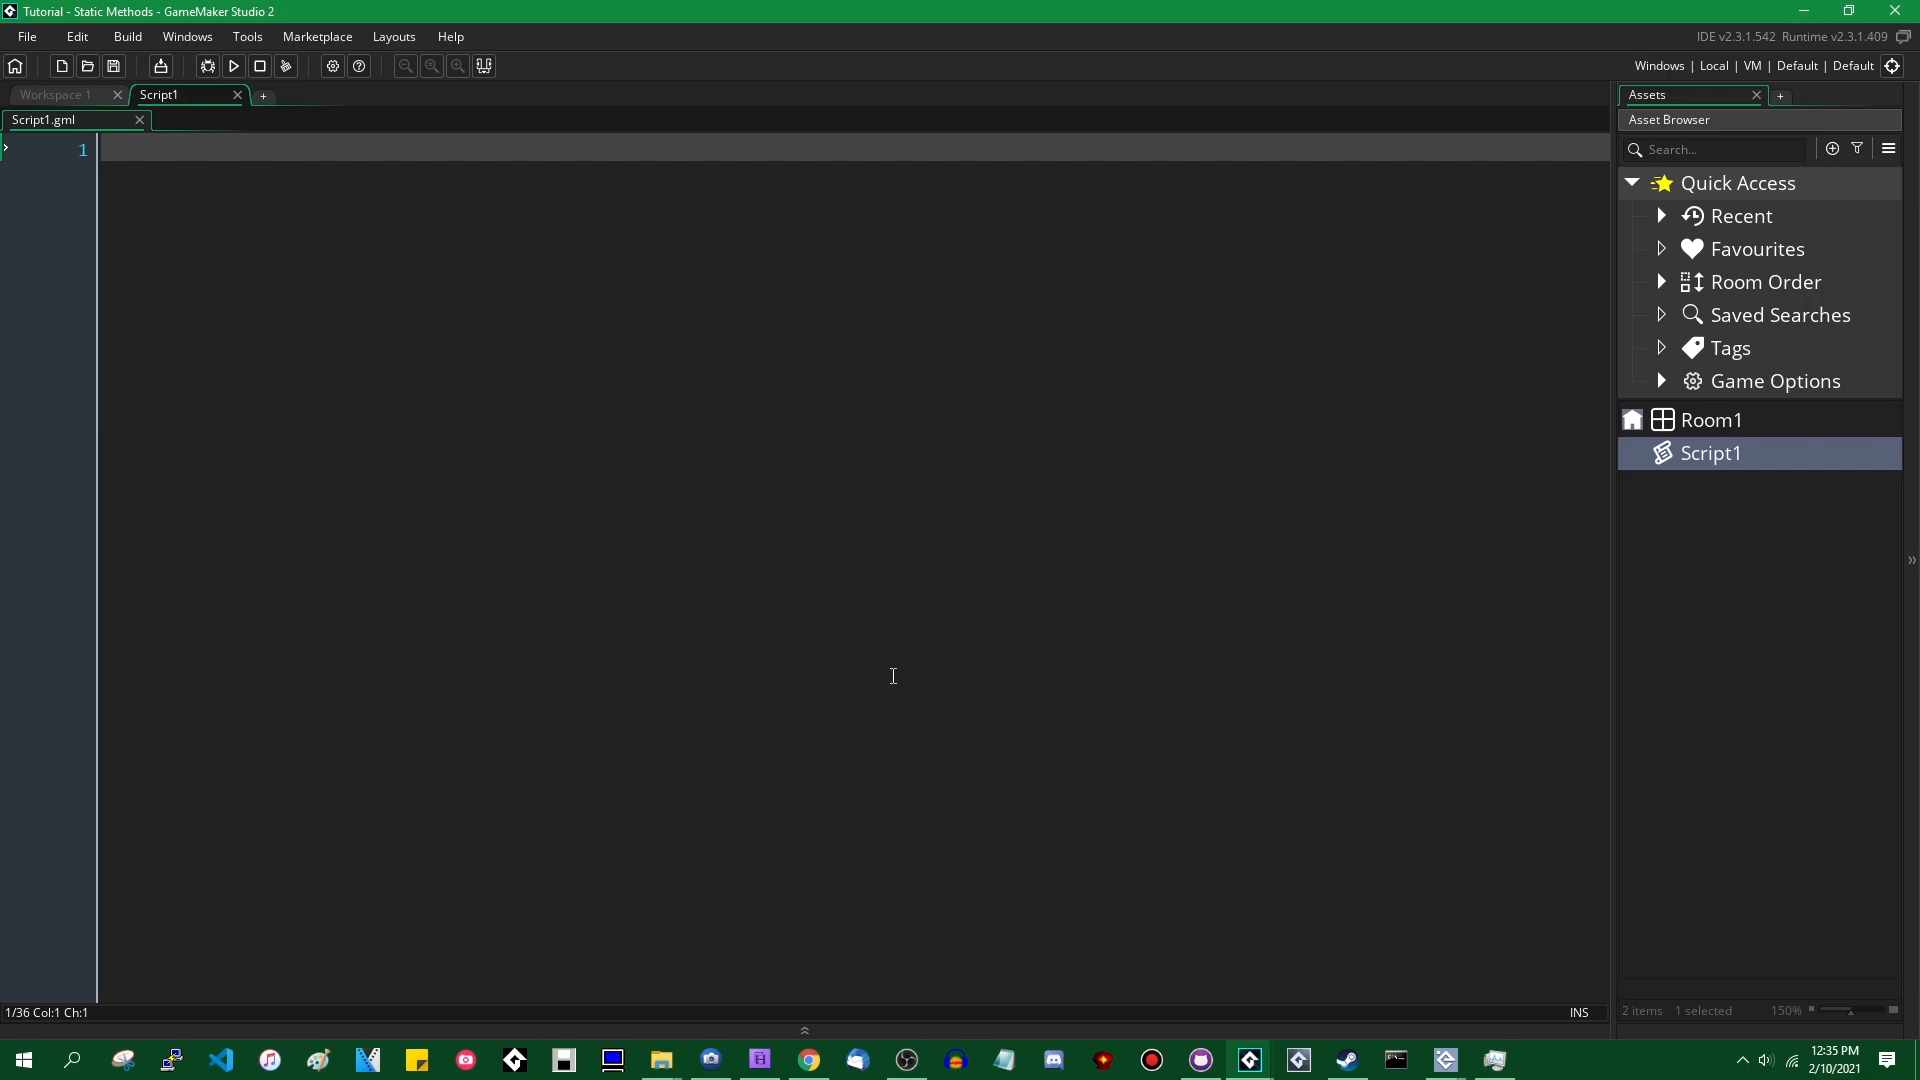 Tutorial - Static Methods - GameMaker Studio 2
File Edit Build Windows Tools Marketplace Layouts Help
IDE v2.3.1.542 Runtime v2.3.1.409
Windows | Local | VM | Default | Default
Workspace 1
Script1
Assets
Script1.gml
Asset Browser
1
Search...
Quick Access
Recent
Favourites
Room Order
Saved Searches
Tags
Game Options
Room1
Script1
2 items 1 selected 150%
1/36 Col:1 Ch:1
INS
12:35 PM
2/10/2021